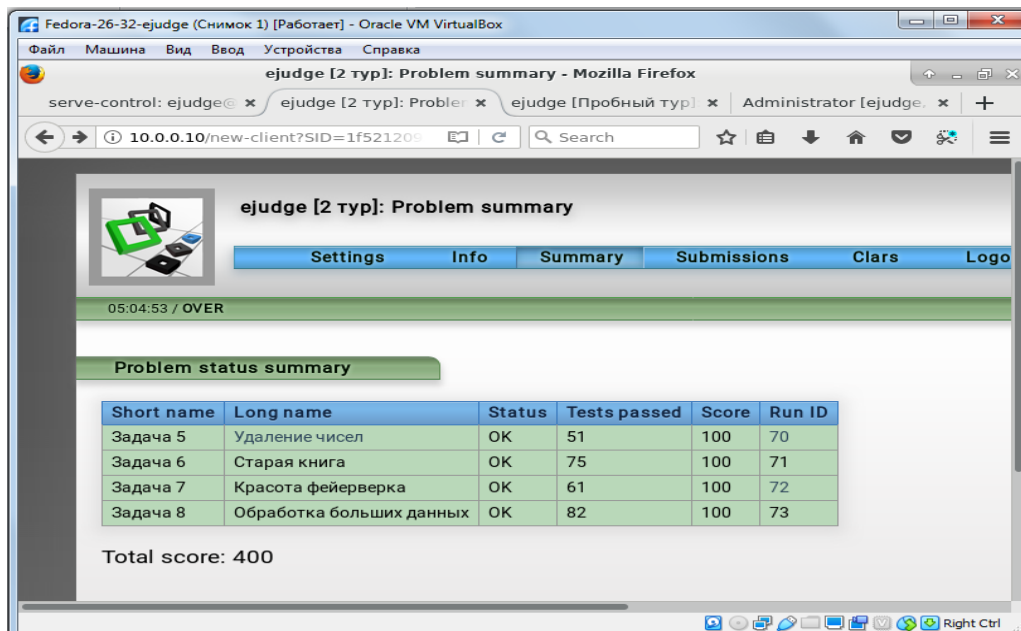 Fedora-26-32-ejudge (Снимок 1) [Работает] - Oracle VM VirtualBox
Файл Машина Вид Ввод Устройства Справка
ejudge [2 тур]: Problem summary - Mozilla Firefox
serve-control: ejudge@ ejudge [2 тур]: Probler ejudge [Пробный тур] Administrator [ejudge,
10.0.0.10/new-client?SID=1f521209 Search
ejudge [2 тур]: Problem summary
Settings Info Summary Submissions Clars Logo
05:04:53 / OVER
Problem status summary
Short name Long name Status Tests passed Score Run ID
Задача 5 Удаление чисел OK 51 100 70
Задача 6 Старая книга OK 75 100 71
Задача 7 Красота фейерверка OK 61 100 72
Задача 8 Обработка больших данных OK 82 100 73
Total score: 400
Right Ctrl